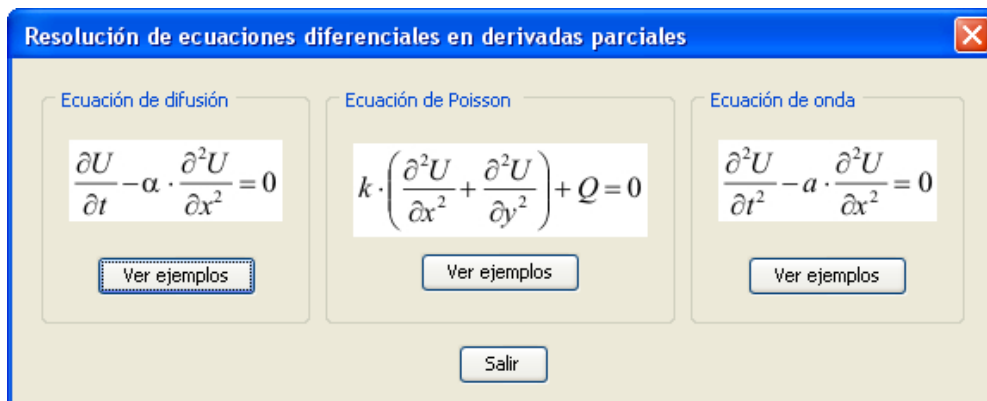 Resolución de ecuaciones diferenciales en derivadas parciales
Ecuación de difusión
∂U/∂t − α · ∂²U/∂x² = 0
Ver ejemplos
Ecuación de Poisson
k · (∂²U/∂x² + ∂²U/∂y²) + Q = 0
Ver ejemplos
Ecuación de onda
∂²U/∂t² − a · ∂²U/∂x² = 0
Ver ejemplos
Salir